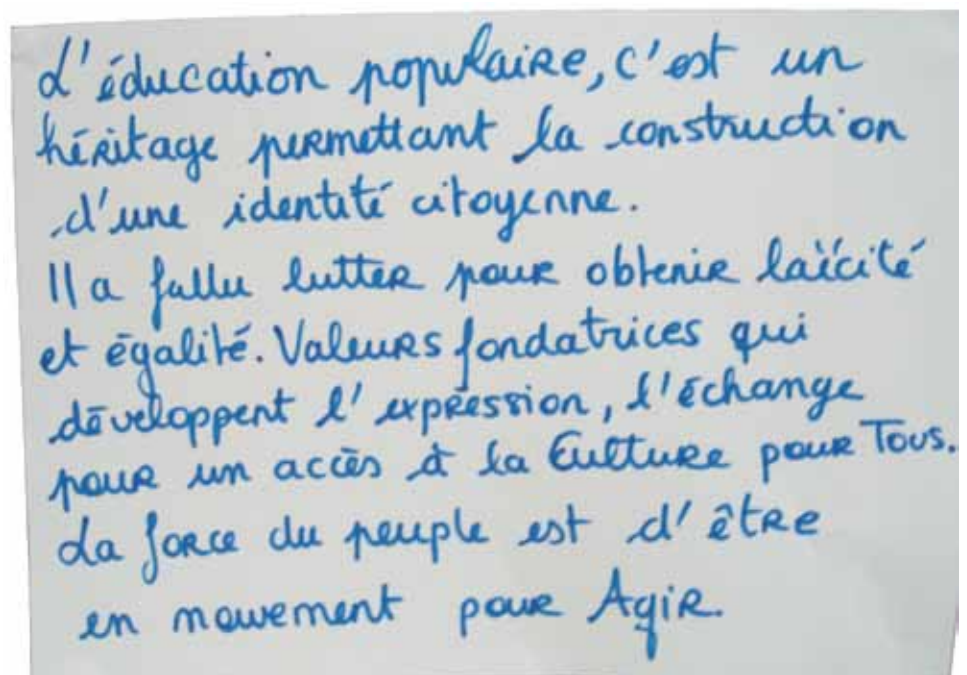 L'éducation populaire, c'est un
héritage permettant la construction
d'une identité citoyenne.
Il a fallu lutter pour obtenir laïcité
et égalité. Valeurs fondatrices qui
développent l'expression, l'échange
pour un accès à la Culture pour Tous.
La force du peuple est d'être
en mouvement pour Agir.